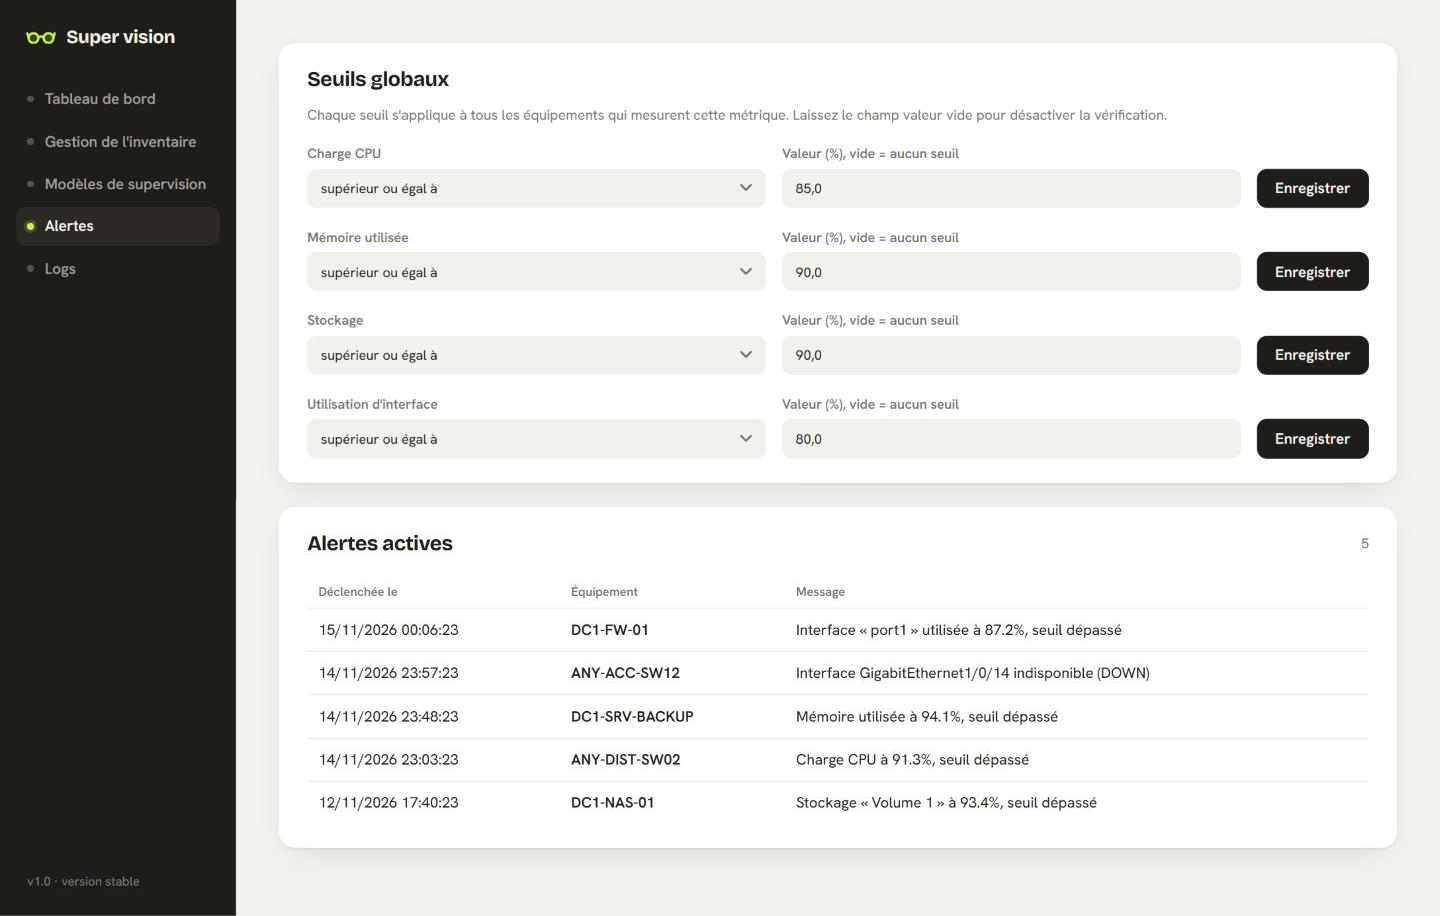 Super vision
Tableau de bord
Gestion de l'inventaire
Modèles de supervision
Alertes
Logs
v1.0 · version stable
Seuils globaux
Chaque seuil s'applique à tous les équipements qui mesurent cette métrique. Laissez le champ valeur vide pour désactiver la vérification.
Charge CPU Valeur (%), vide = aucun seuil
supérieur ou égal à 85,0 Enregistrer
Mémoire utilisée Valeur (%), vide = aucun seuil
supérieur ou égal à 90,0 Enregistrer
Stockage Valeur (%), vide = aucun seuil
supérieur ou égal à 90,0 Enregistrer
Utilisation d'interface Valeur (%), vide = aucun seuil
supérieur ou égal à 80,0 Enregistrer
Alertes actives 5
Déclenchée le Équipement Message
15/11/2026 00:06:23 DC1-FW-01 Interface « port1 » utilisée à 87.2%, seuil dépassé
14/11/2026 23:57:23 ANY-ACC-SW12 Interface GigabitEthernet1/0/14 indisponible (DOWN)
14/11/2026 23:48:23 DC1-SRV-BACKUP Mémoire utilisée à 94.1%, seuil dépassé
14/11/2026 23:03:23 ANY-DIST-SW02 Charge CPU à 91.3%, seuil dépassé
12/11/2026 17:40:23 DC1-NAS-01 Stockage « Volume 1 » à 93.4%, seuil dépassé